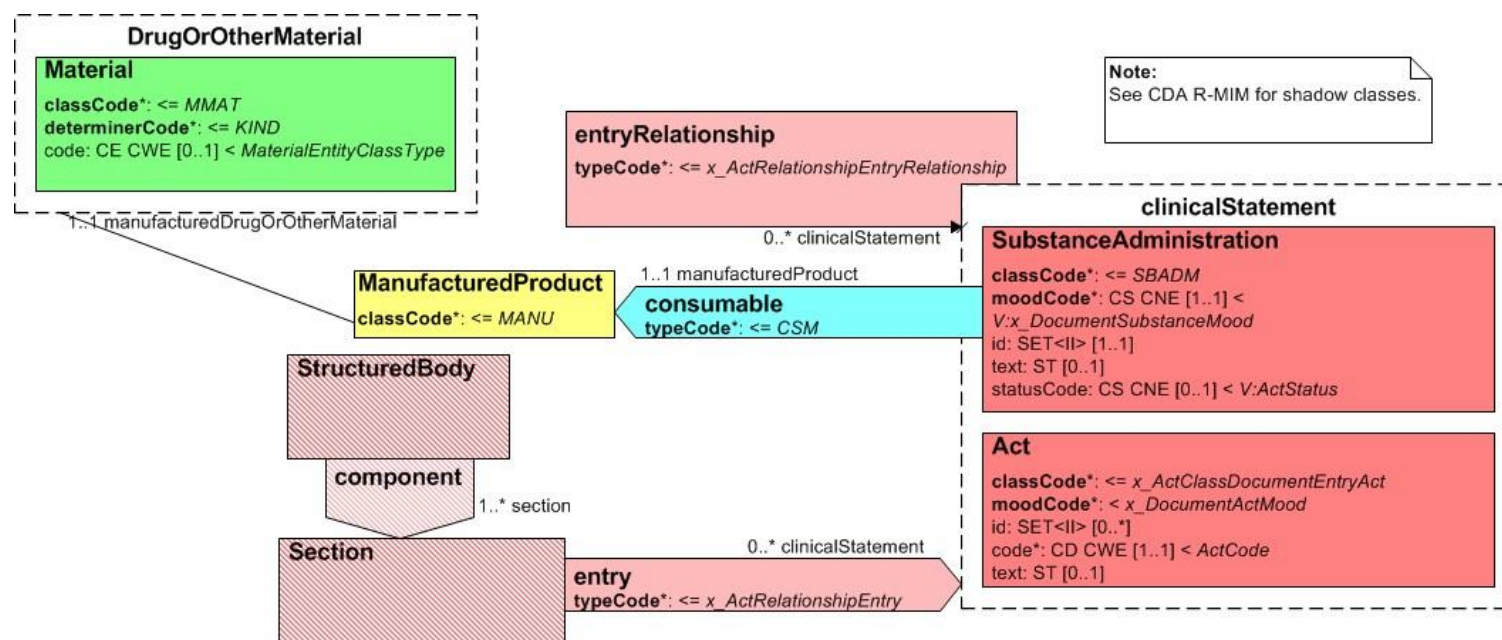 DrugOrOtherMaterial
Material
classCode*: <= MMAT
determinerCode*: <= KIND
code: CE CWE [0..1] < MaterialEntityClassType
1..1 manufacturedDrugOrOtherMaterial
Note:
See CDA R-MIM for shadow classes.
entryRelationship
typeCode*: <= x_ActRelationshipEntryRelationship
0..* clinicalStatement
clinicalStatement
SubstanceAdministration
classCode*: <= SBADM
moodCode*: CS CNE [1..1] <
V:x_DocumentSubstanceMood
id: SET<II> [1..1]
text: ST [0..1]
statusCode: CS CNE [0..1] < V:ActStatus
1..1 manufacturedProduct
consumable
typeCode*: <= CSM
ManufacturedProduct
classCode*: <= MANU
StructuredBody
component
1..* section
Section
0..* clinicalStatement
entry
typeCode*: <= x_ActRelationshipEntry
Act
classCode*: <= x_ActClassDocumentEntryAct
moodCode*: < x_DocumentActMood
id: SET<II> [0..*]
code*: CD CWE [1..1] < ActCode
text: ST [0..1]